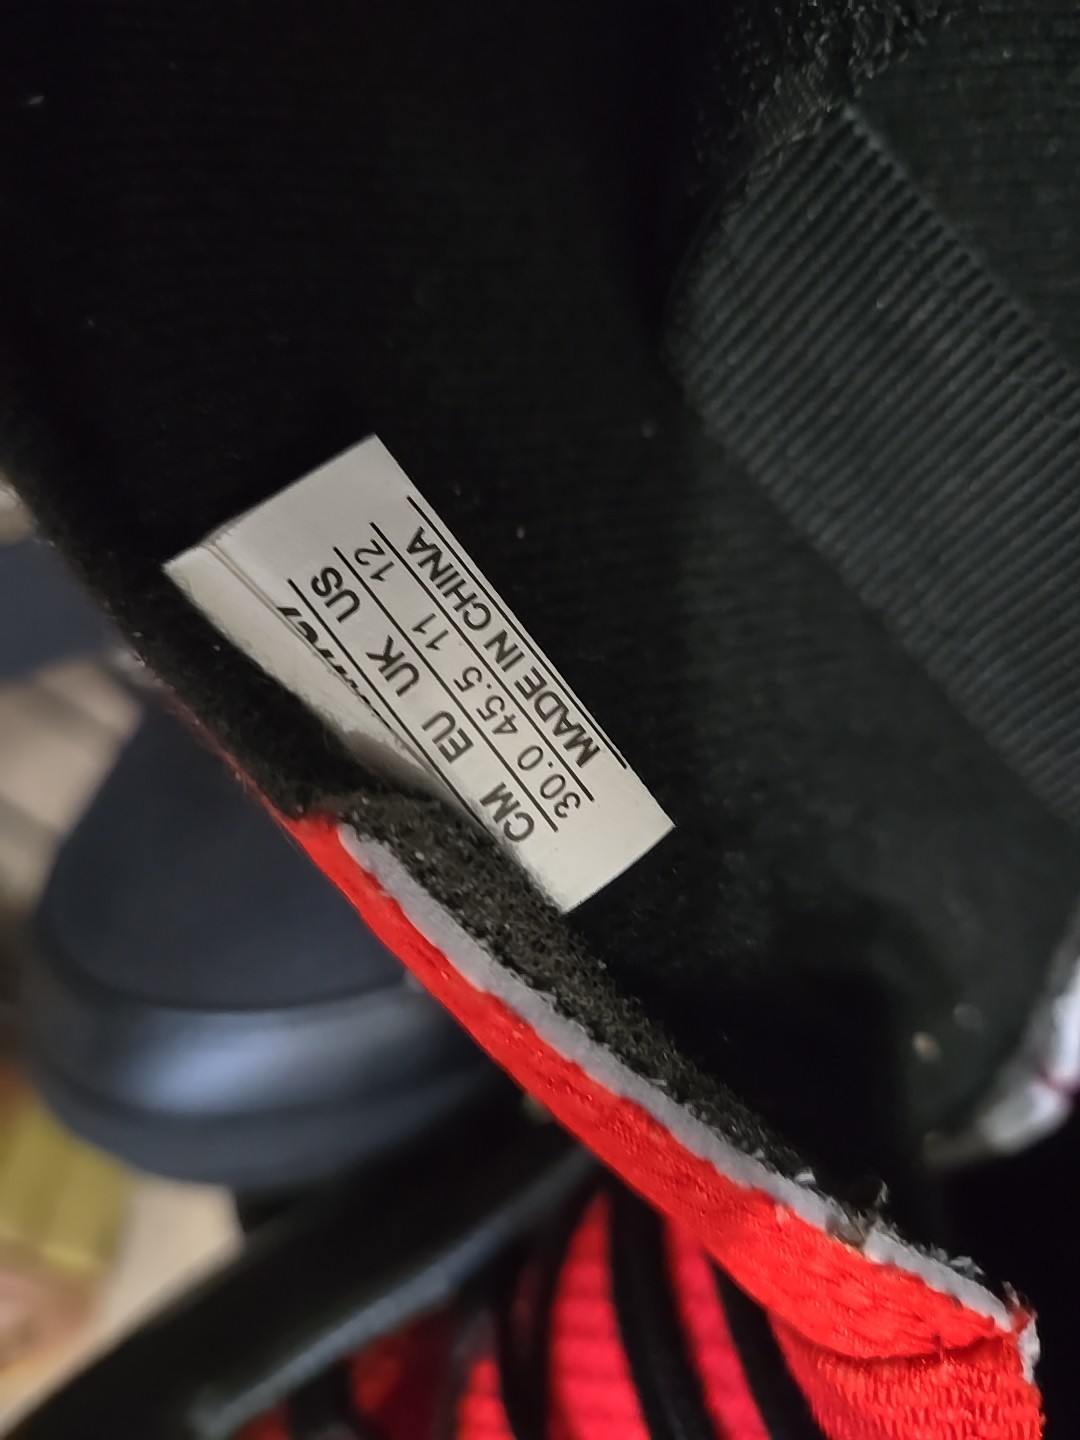 US UK EU CM
12 11 45.5 30.0
MADE IN CHINA